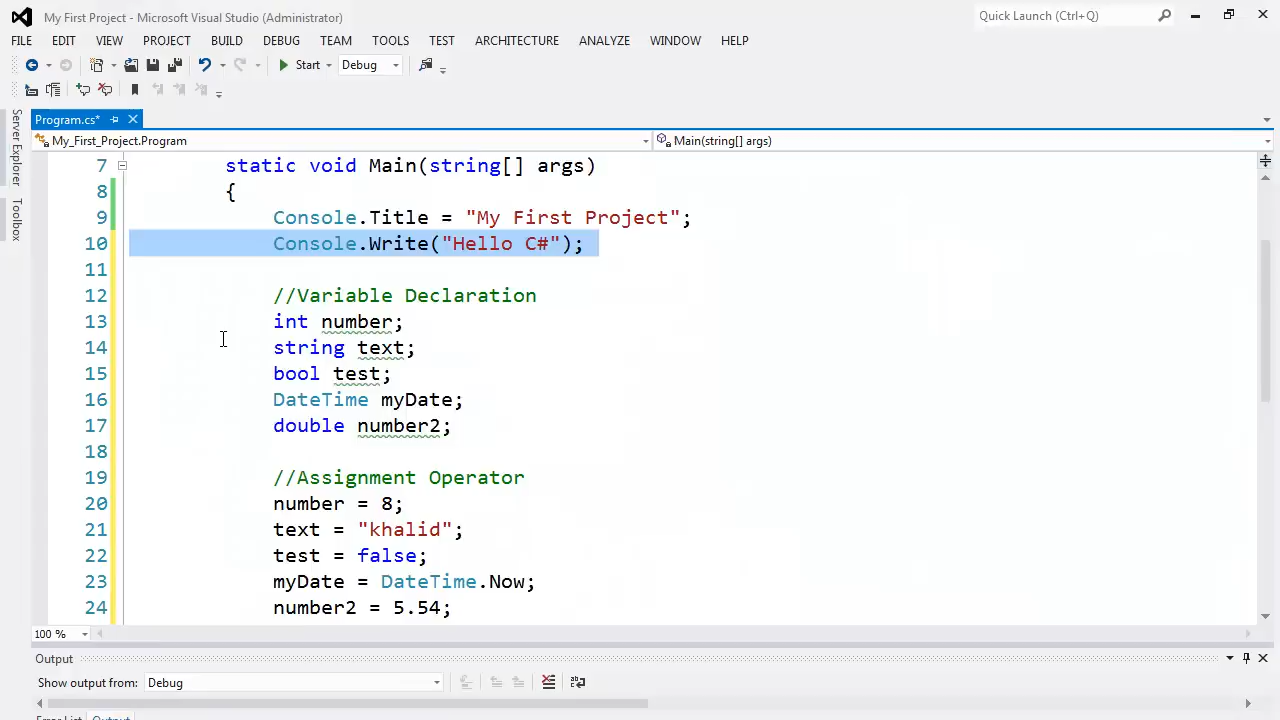 My First Project - Microsoft Visual Studio (Administrator)
Quick Launch (Ctrl+Q)
FILE EDIT VIEW PROJECT BUILD DEBUG TEAM TOOLS TEST ARCHITECTURE ANALYZE WINDOW HELP
Start Debug
Program.cs*
My_First_Project.Program Main(string[] args)
Server Explorer
Toolbox
7 static void Main(string[] args)
8 {
9 Console.Title = "My First Project";
10 Console.Write("Hello C#");
11
12 //Variable Declaration
13 int number;
14 string text;
15 bool test;
16 DateTime myDate;
17 double number2;
18
19 //Assignment Operator
20 number = 8;
21 text = "khalid";
22 test = false;
23 myDate = DateTime.Now;
24 number2 = 5.54;
100 %
Output
Show output from: Debug
Error List Output